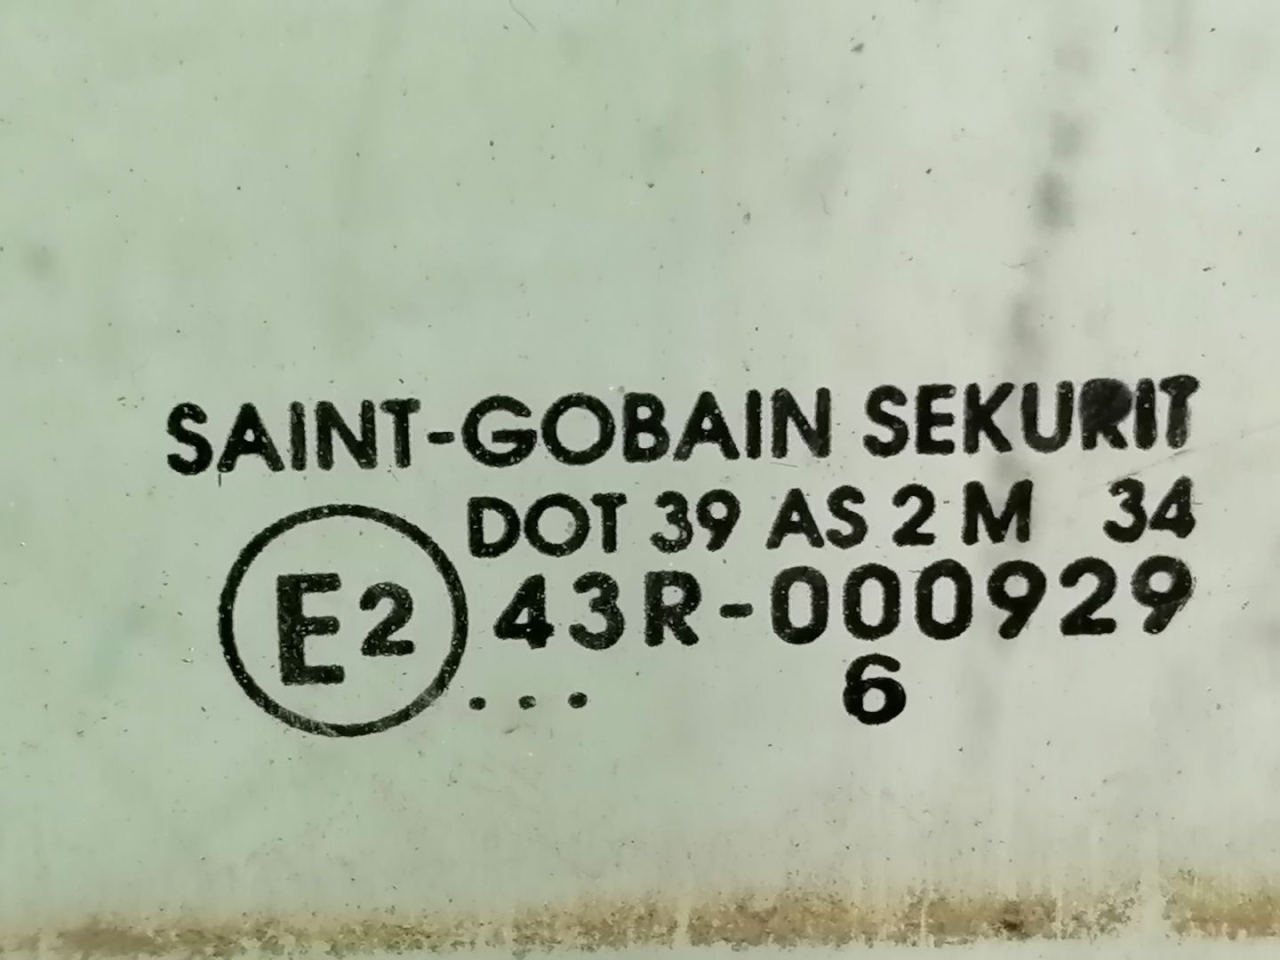 SAINT-GOBAIN SEKURIT
DOT 39 AS 2 M 34
E2 43R-000929
... 6